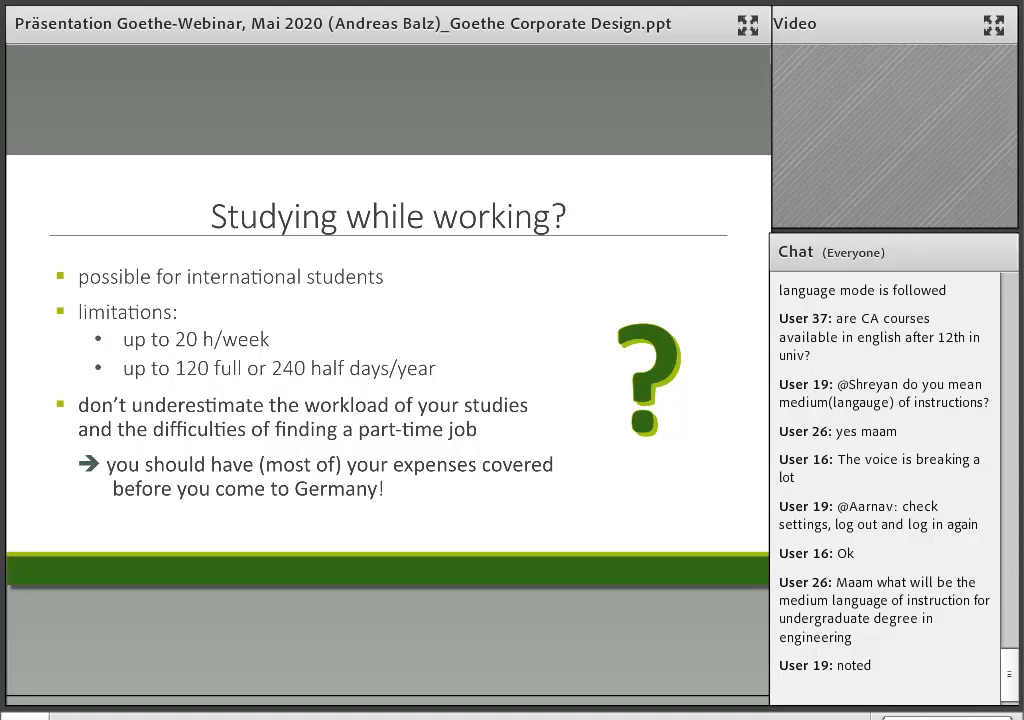 Präsentation Goethe-Webinar, Mai 2020 (Andreas Balz)_Goethe Corporate Design.ppt
Studying while working?
possible for international students
limitations:
up to 20 h/week
up to 120 full or 240 half days/year
don't underestimate the workload of your studies
and the difficulties of finding a part-time job
➔ you should have (most of) your expenses covered
before you come to Germany!
?
Video
Chat (Everyone)
language mode is followed
User 37: are CA courses
available in english after 12th in
univ?
User 19: @Shreyan do you mean
medium(langauge) of instructions?
User 26: yes maam
User 16: The voice is breaking a
lot
User 19: @Aarnav: check
settings, log out and log in again
User 16: Ok
User 26: Maam what will be the
medium language of instruction for
undergraduate degree in
engineering
User 19: noted